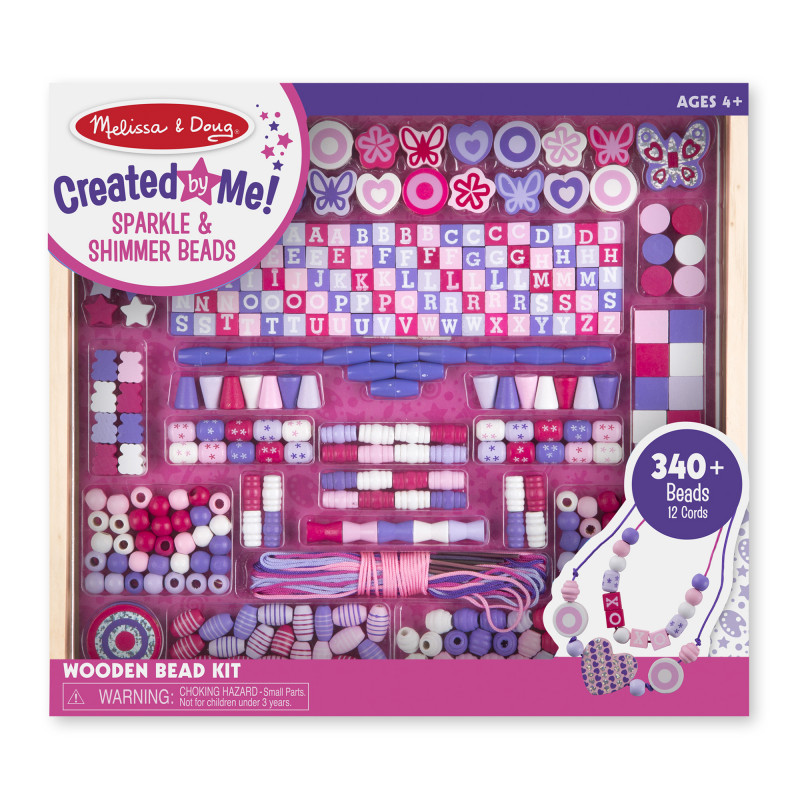 AGES 4+
Melissa & Doug®
Created by Me!
SPARKLE &
SHIMMER BEADS
A A A B B B B C C C C D D D D
E E E E F F F F G G G H H H H
I J K K L L L L L M M M N
N N N O O O O O P P P Q R R R R R S S S S
S S T T T T U U U U V V W W W X X Y Y Z Z
340+
Beads
12 Cords
XO
WOODEN BEAD KIT
WARNING: CHOKING HAZARD - Small Parts.
Not for children under 3 years.